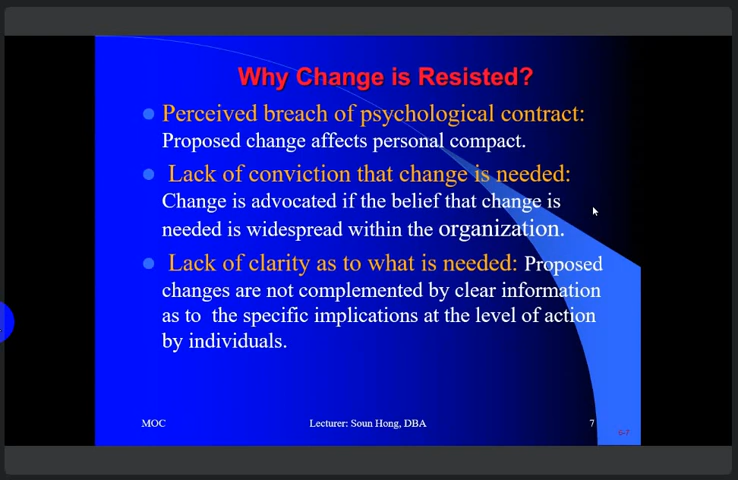 Why Change is Resisted?
Perceived breach of psychological contract:
Proposed change affects personal compact.
Lack of conviction that change is needed:
Change is advocated if the belief that change is
needed is widespread within the organization.
Lack of clarity as to what is needed: Proposed
changes are not complemented by clear information
as to the specific implications at the level of action
by individuals.
MOC
Lecturer: Soun Hong, DBA
7
5-7